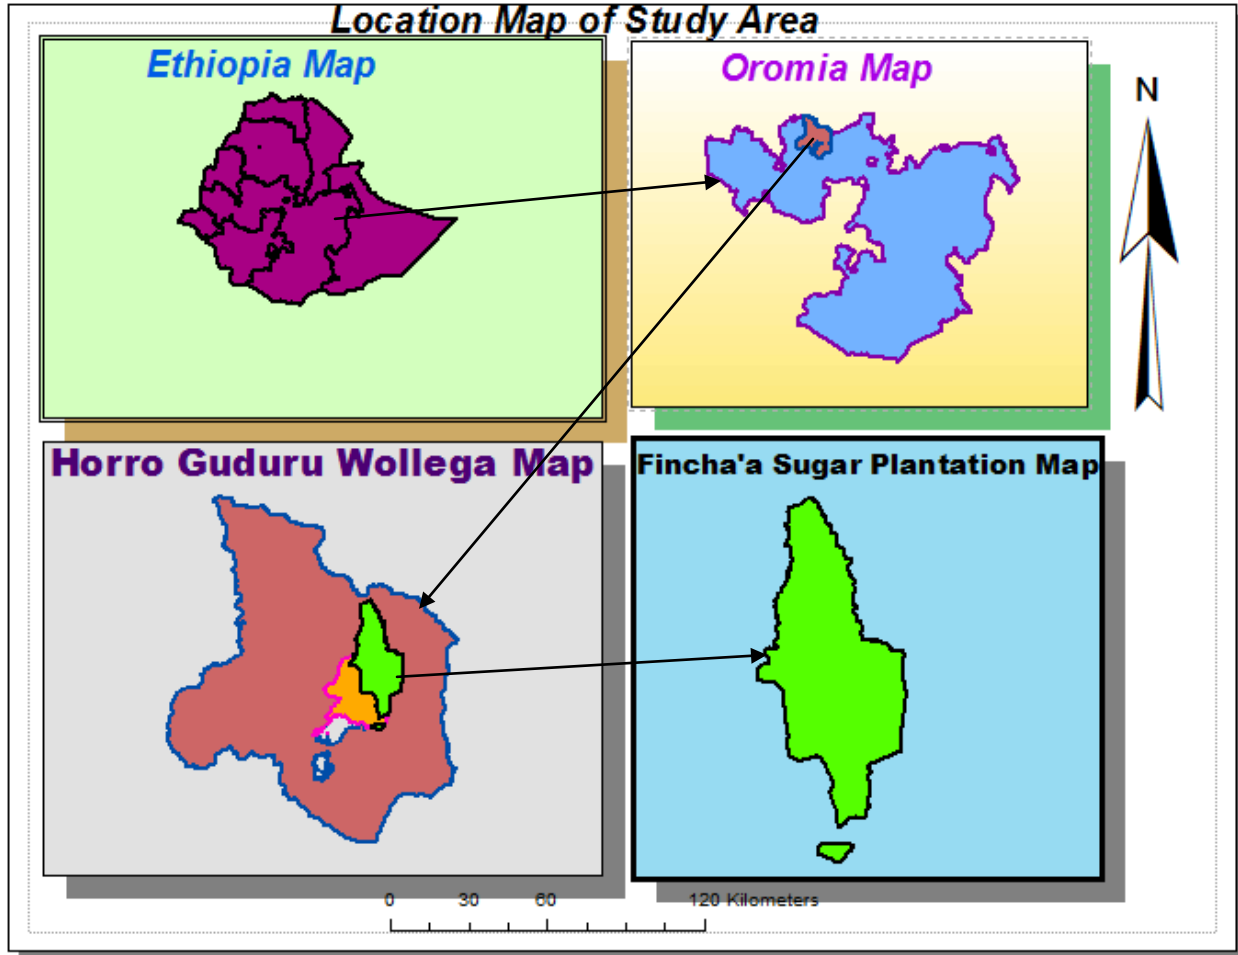 Location Map of Study Area
Ethiopia Map
Oromia Map
N
Horro Guduru Wollega Map
Fincha'a Sugar Plantation Map
0 30 60 120 Kilometers